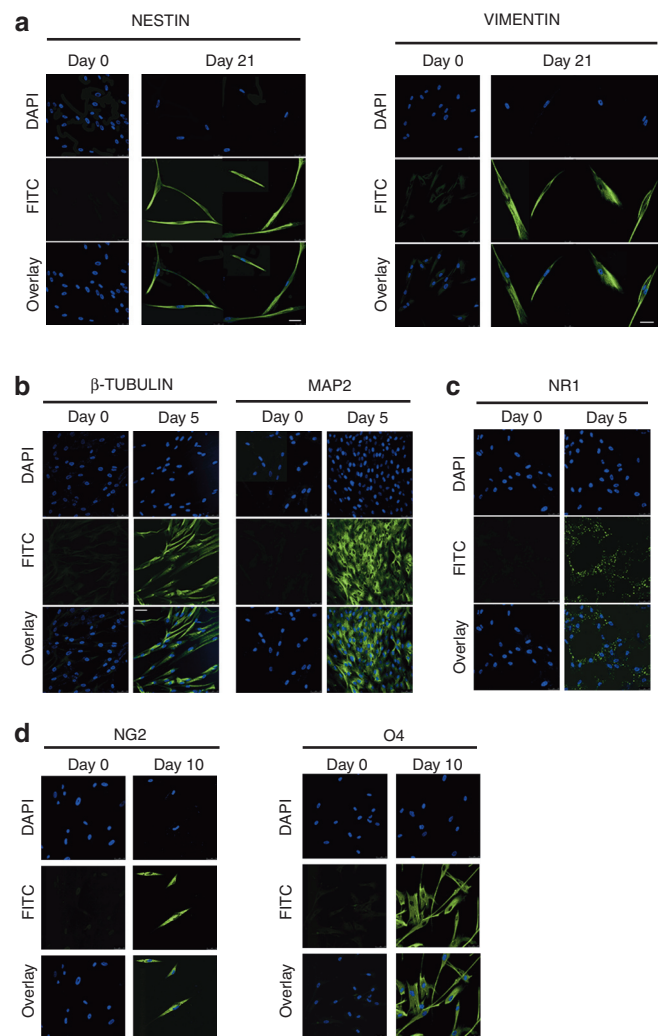 a
NESTIN
VIMENTIN
Day 0
Day 21
Day 0
Day 21
DAPI
FITC
Overlay
DAPI
FITC
Overlay
b
β-TUBULIN
MAP2
Day 0
Day 5
Day 0
Day 5
DAPI
FITC
Overlay
c
NR1
Day 0
Day 5
DAPI
FITC
Overlay
d
NG2
O4
Day 0
Day 10
Day 0
Day 10
DAPI
FITC
Overlay
DAPI
FITC
Overlay